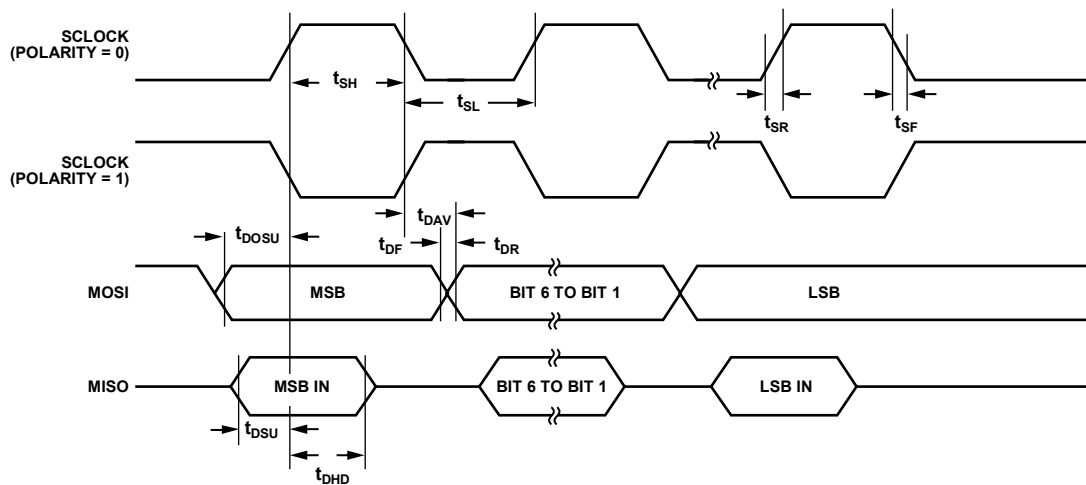 SCLOCK
(POLARITY = 0)
tSH
tSL
tSR
tSF
SCLOCK
(POLARITY = 1)
tDAV
tDOSU
tDF
tDR
MOSI
MSB
BIT 6 TO BIT 1
LSB
MISO
MSB IN
BIT 6 TO BIT 1
LSB IN
tDSU
tDHD